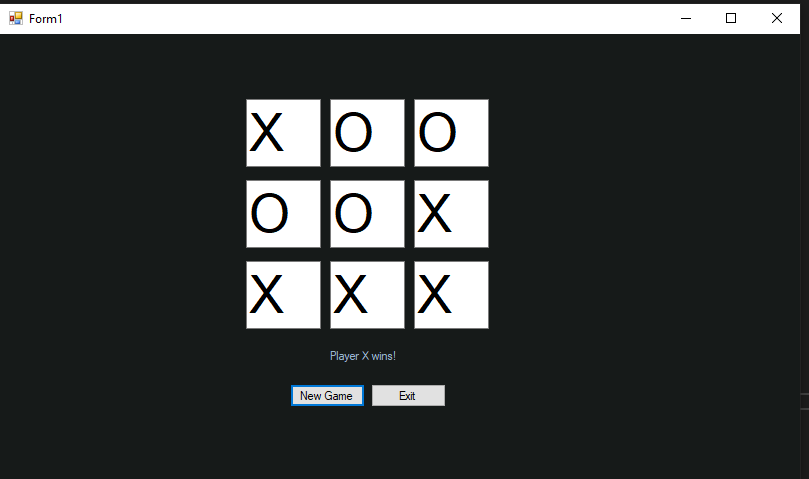 Form1
X O O
O O X
X X X
Player X wins!
New Game Exit